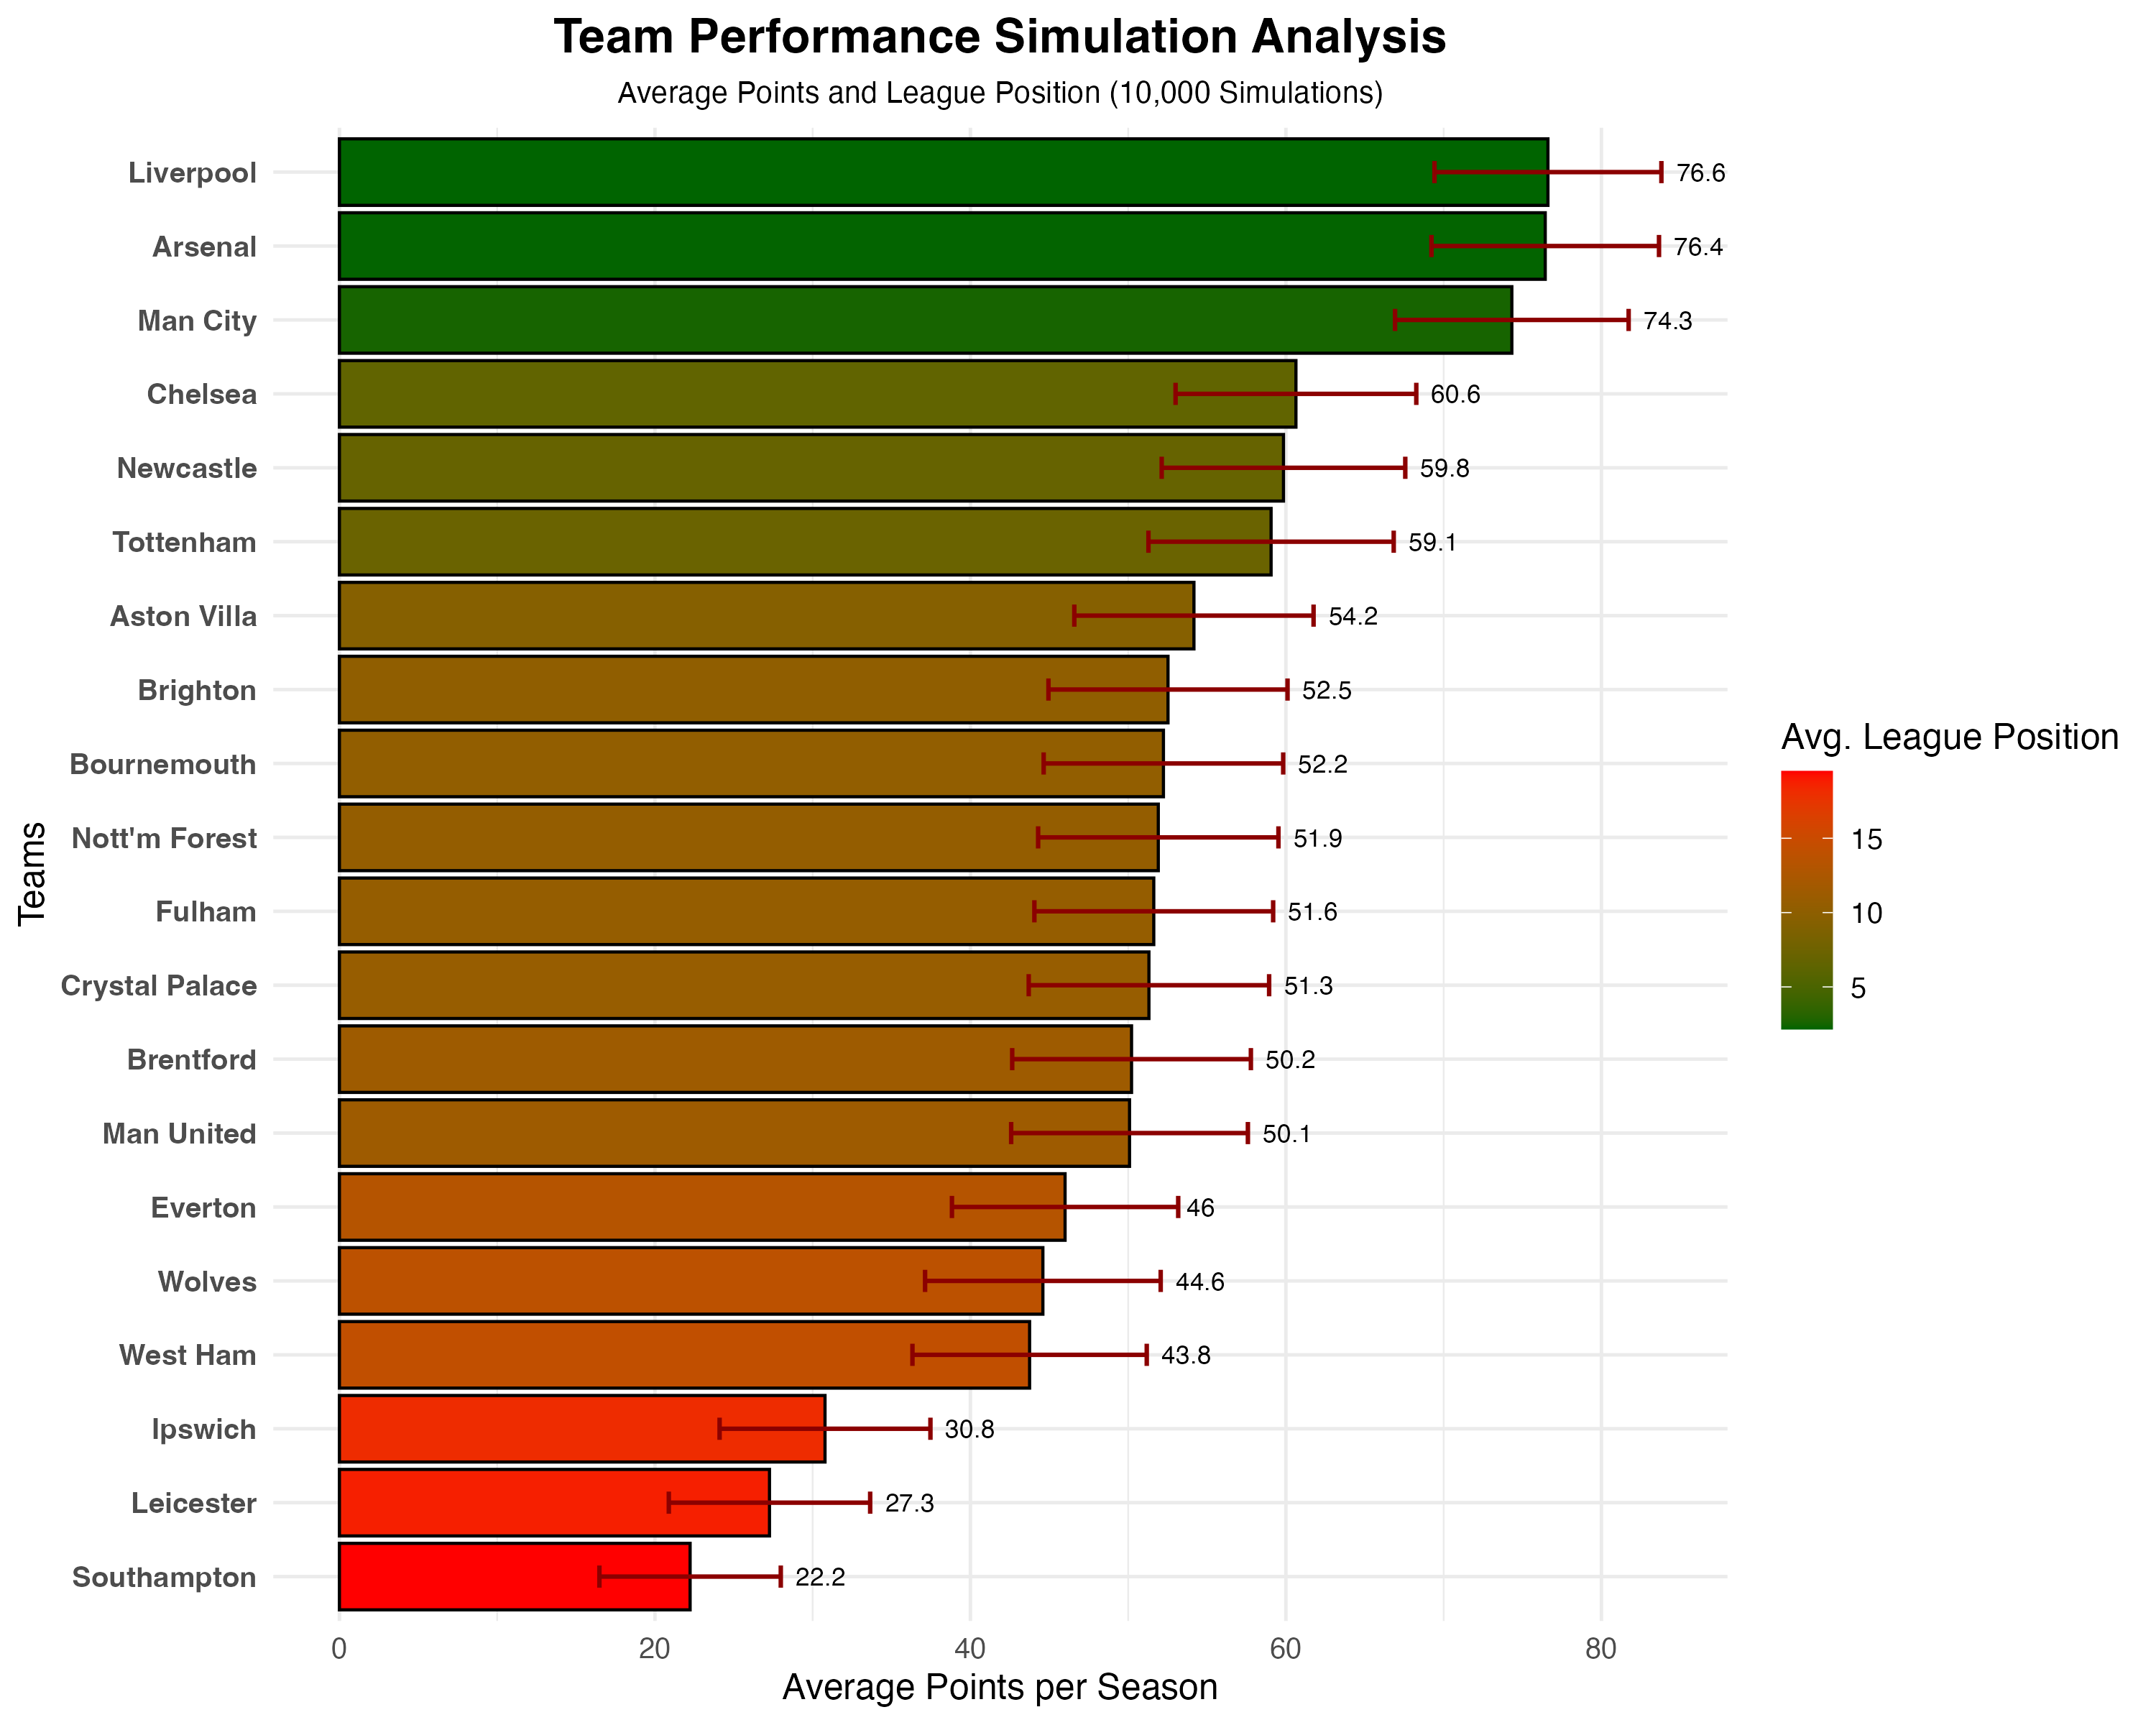 Team Performance Simulation Analysis
Average Points and League Position (10,000 Simulations)
Liverpool 76.6
Arsenal 76.4
Man City 74.3
Chelsea 60.6
Newcastle 59.8
Tottenham 59.1
Aston Villa 54.2
Brighton 52.5
Bournemouth 52.2
Nott'm Forest 51.9
Fulham 51.6
Crystal Palace 51.3
Brentford 50.2
Man United 50.1
Everton 46
Wolves 44.6
West Ham 43.8
Ipswich 30.8
Leicester 27.3
Southampton 22.2
Teams
0 20 40 60 80
Average Points per Season
Avg. League Position
15
10
5